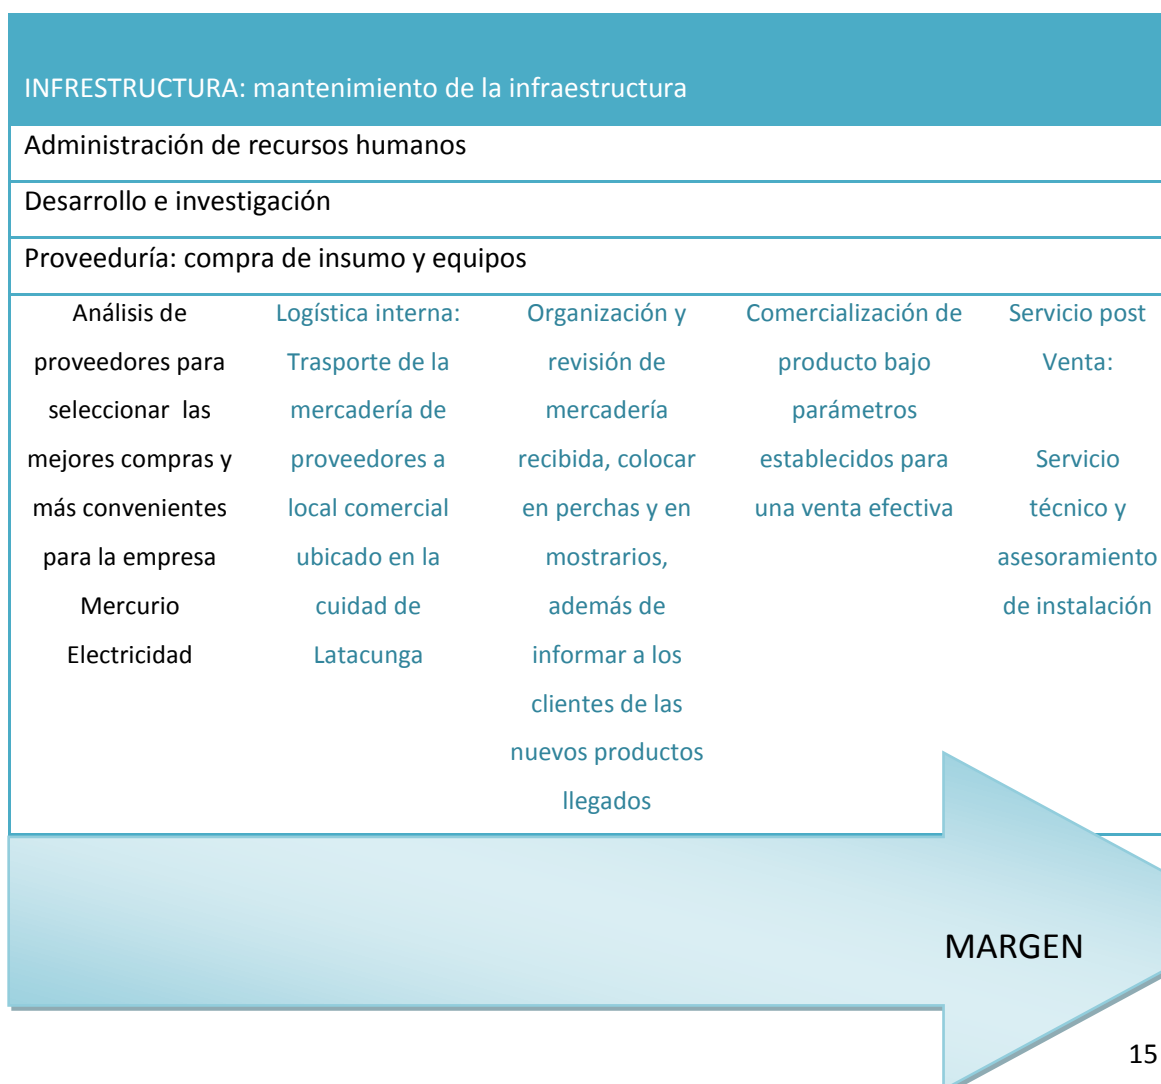 INFRESTRUCTURA: mantenimiento de la infraestructura
Administración de recursos humanos
Desarrollo e investigación
Proveeduría: compra de insumo y equipos
Análisis de
proveedores para
seleccionar las
mejores compras y
más convenientes
para la empresa
Mercurio
Electricidad
Logística interna:
Trasporte de la
mercadería de
proveedores a
local comercial
ubicado en la
cuidad de
Latacunga
Organización y
revisión de
mercadería
recibida, colocar
en perchas y en
mostrarios,
además de
informar a los
clientes de las
nuevos productos
llegados
Comercialización de
producto bajo
parámetros
establecidos para
una venta efectiva
Servicio post
Venta:
Servicio
técnico y
asesoramiento
de instalación
MARGEN
15